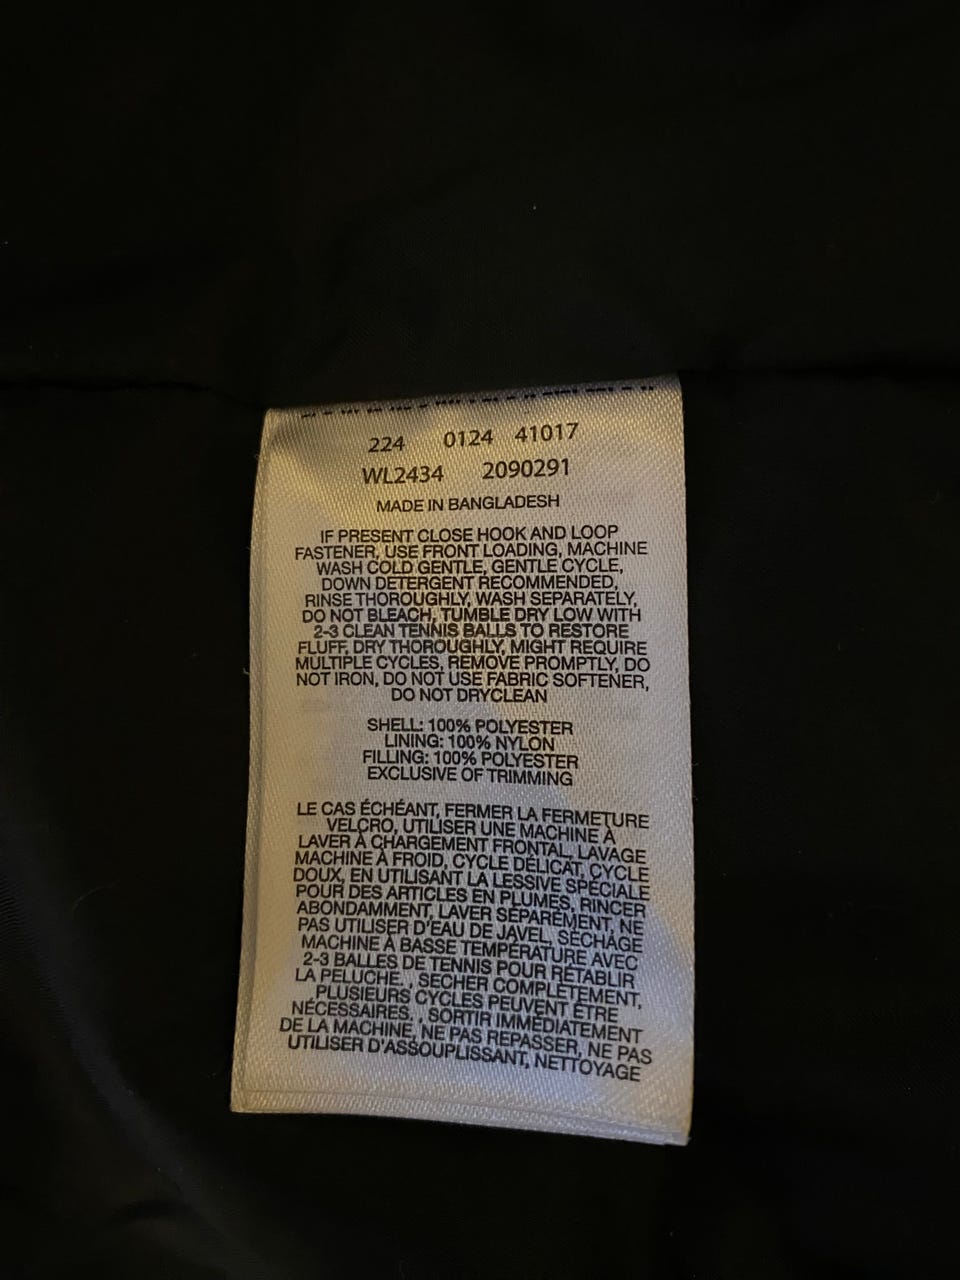 224 0124 41017
WL2434 2090291
MADE IN BANGLADESH
IF PRESENT CLOSE HOOK AND LOOP
FASTENER, USE FRONT LOADING, MACHINE
WASH COLD GENTLE, GENTLE CYCLE,
DOWN DETERGENT RECOMMENDED,
RINSE THOROUGHLY, WASH SEPARATELY,
DO NOT BLEACH, TUMBLE DRY LOW WITH
2-3 CLEAN TENNIS BALLS TO RESTORE
FLUFF, DRY THOROUGHLY, MIGHT REQUIRE
MULTIPLE CYCLES, REMOVE PROMPTLY, DO
NOT IRON, DO NOT USE FABRIC SOFTENER,
DO NOT DRYCLEAN
SHELL: 100% POLYESTER
LINING: 100% NYLON
FILLING: 100% POLYESTER
EXCLUSIVE OF TRIMMING
LE CAS ÉCHÉANT, FERMER LA FERMETURE
VELCRO, UTILISER UNE MACHINE À
LAVER À CHARGEMENT FRONTAL, LAVAGE
MACHINE À FROID, CYCLE DÉLICAT, CYCLE
DOUX, EN UTILISANT LA LESSIVE SPÉCIALE
POUR DES ARTICLES EN PLUMES, RINCER
ABONDAMMENT, LAVER SÉPARÉMENT, NE
PAS UTILISER D'EAU DE JAVEL, SÉCHAGE
MACHINE À BASSE TEMPÉRATURE AVEC
2-3 BALLES DE TENNIS POUR RÉTABLIR
LA PELUCHE. , SECHER COMPLÈTEMENT,
PLUSIEURS CYCLES PEUVENT ÊTRE
NÉCESSAIRES. , SORTIR IMMÉDIATEMENT
DE LA MACHINE, NE PAS REPASSER, NE PAS
UTILISER D'ASSOUPLISSANT, NETTOYAGE